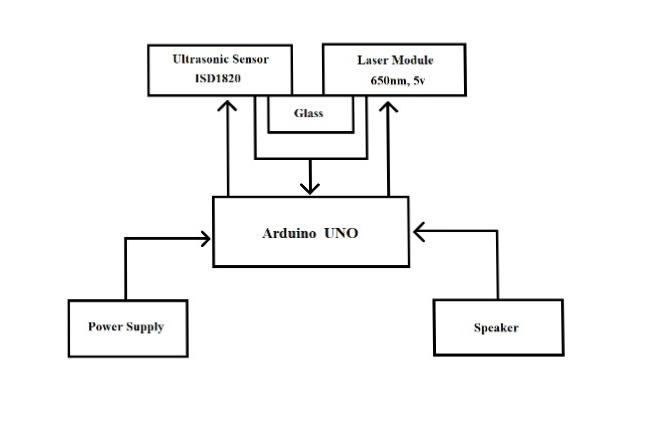 Ultrasonic Sensor
ISD1820
Laser Module
650nm, 5v
Glass
Arduino UNO
Power Supply
Speaker